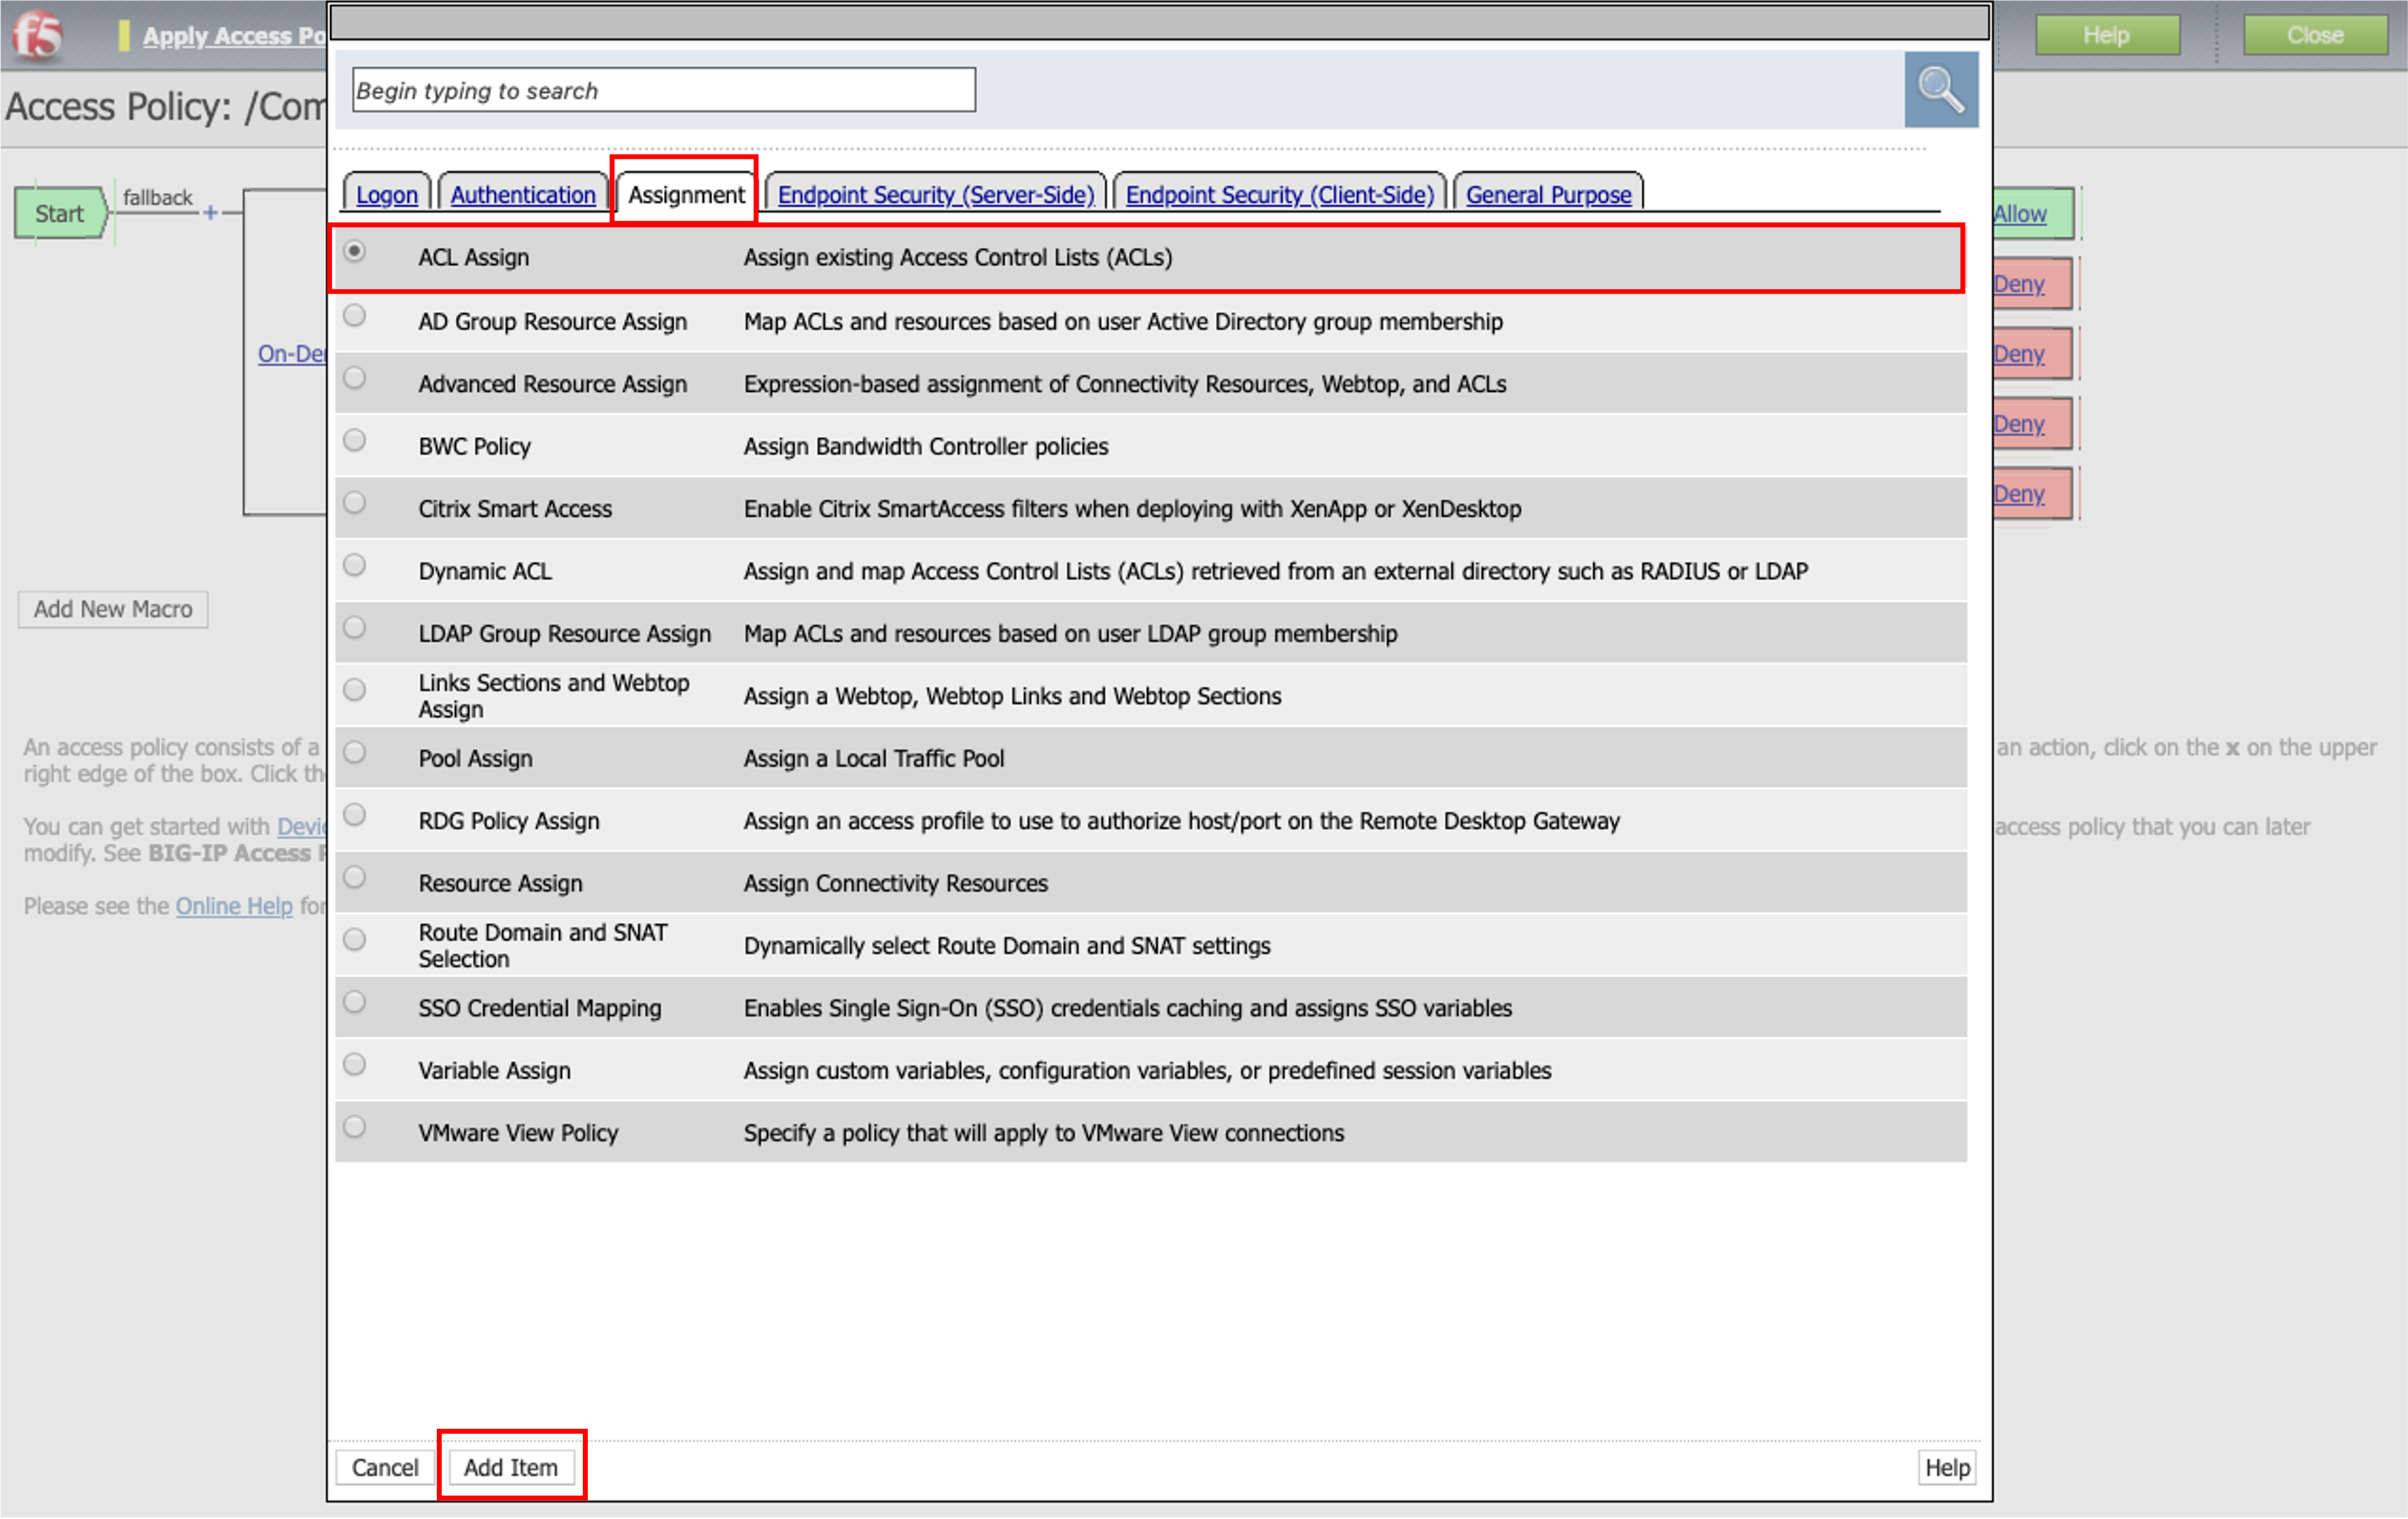 f5 Apply Access Po Help Close
Begin typing to search
Access Policy: /Com
Logon Authentication Assignment Endpoint Security (Server-Side) Endpoint Security (Client-Side) General Purpose
Start fallback + Allow
ACL Assign Assign existing Access Control Lists (ACLs)
Deny
AD Group Resource Assign Map ACLs and resources based on user Active Directory group membership
On-De Deny
Advanced Resource Assign Expression-based assignment of Connectivity Resources, Webtop, and ACLs
Deny
BWC Policy Assign Bandwidth Controller policies
Deny
Citrix Smart Access Enable Citrix SmartAccess filters when deploying with XenApp or XenDesktop
Dynamic ACL Assign and map Access Control Lists (ACLs) retrieved from an external directory such as RADIUS or LDAP
Add New Macro
LDAP Group Resource Assign Map ACLs and resources based on user LDAP group membership
Links Sections and Webtop
Assign Assign a Webtop, Webtop Links and Webtop Sections
An access policy consists of a an action, click on the x on the upper
Pool Assign Assign a Local Traffic Pool
right edge of the box. Click th
RDG Policy Assign Assign an access profile to use to authorize host/port on the Remote Desktop Gateway
You can get started with Devi access policy that you can later
modify. See BIG-IP Access
Resource Assign Assign Connectivity Resources
Please see the Online Help for
Route Domain and SNAT
Selection Dynamically select Route Domain and SNAT settings
SSO Credential Mapping Enables Single Sign-On (SSO) credentials caching and assigns SSO variables
Variable Assign Assign custom variables, configuration variables, or predefined session variables
VMware View Policy Specify a policy that will apply to VMware View connections
Cancel Add Item Help